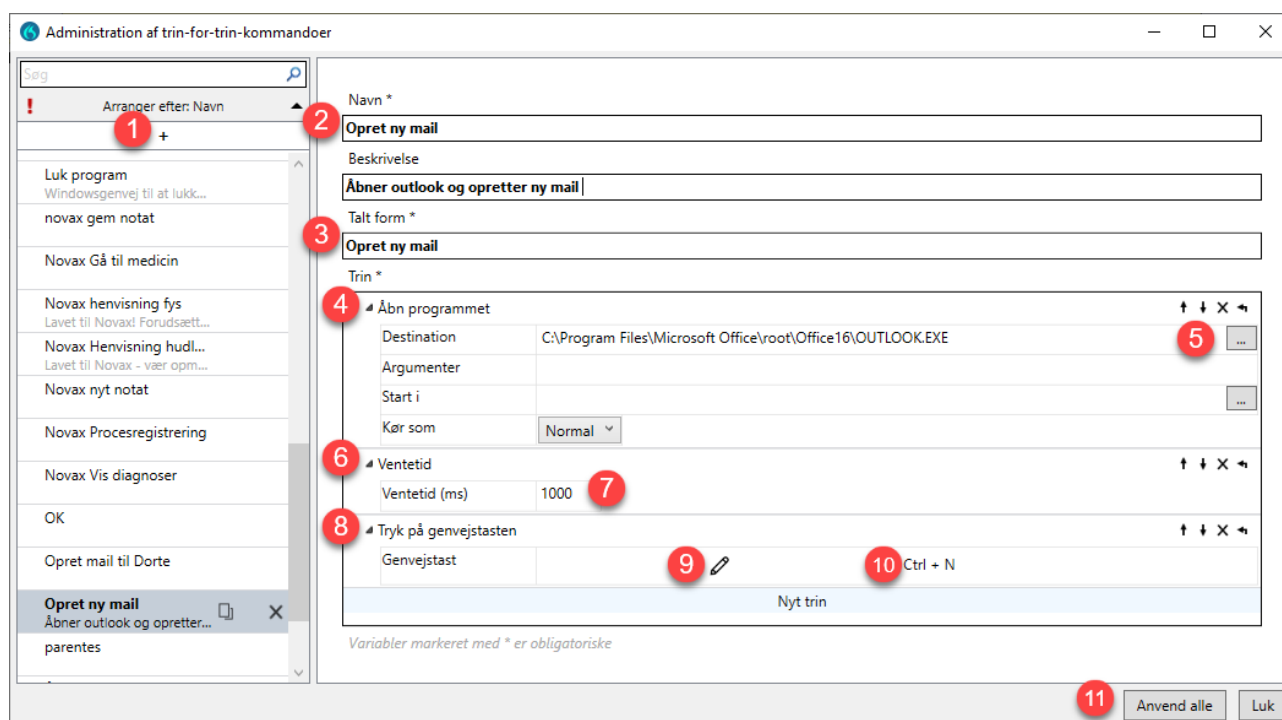 Administration af trin-for-trin-kommandoer
Søg
! Arranger efter: Navn
1
+
Luk program
Windowsgenvej til at lukk...
novax gem notat
Novax Gå til medicin
Novax henvisning fys
Lavet til Novax! Forudsætt...
Novax Henvisning hudl...
Lavet til Novax - vær opm...
Novax nyt notat
Novax Procesregistrering
Novax Vis diagnoser
OK
Opret mail til Dorte
Opret ny mail
Åbner outlook og opretter...
parentes
Navn *
2 Opret ny mail
Beskrivelse
Åbner outlook og opretter ny mail
Talt form *
3 Opret ny mail
Trin *
4 Åbn programmet
Destination C:\Program Files\Microsoft Office\root\Office16\OUTLOOK.EXE 5 ...
Argumenter
Start i ...
Kør som Normal
6 Ventetid
Ventetid (ms) 1000 7
8 Tryk på genvejstasten
Genvejstast 9 10 Ctrl + N
Nyt trin
Variabler markeret med * er obligatoriske
11 Anvend alle Luk